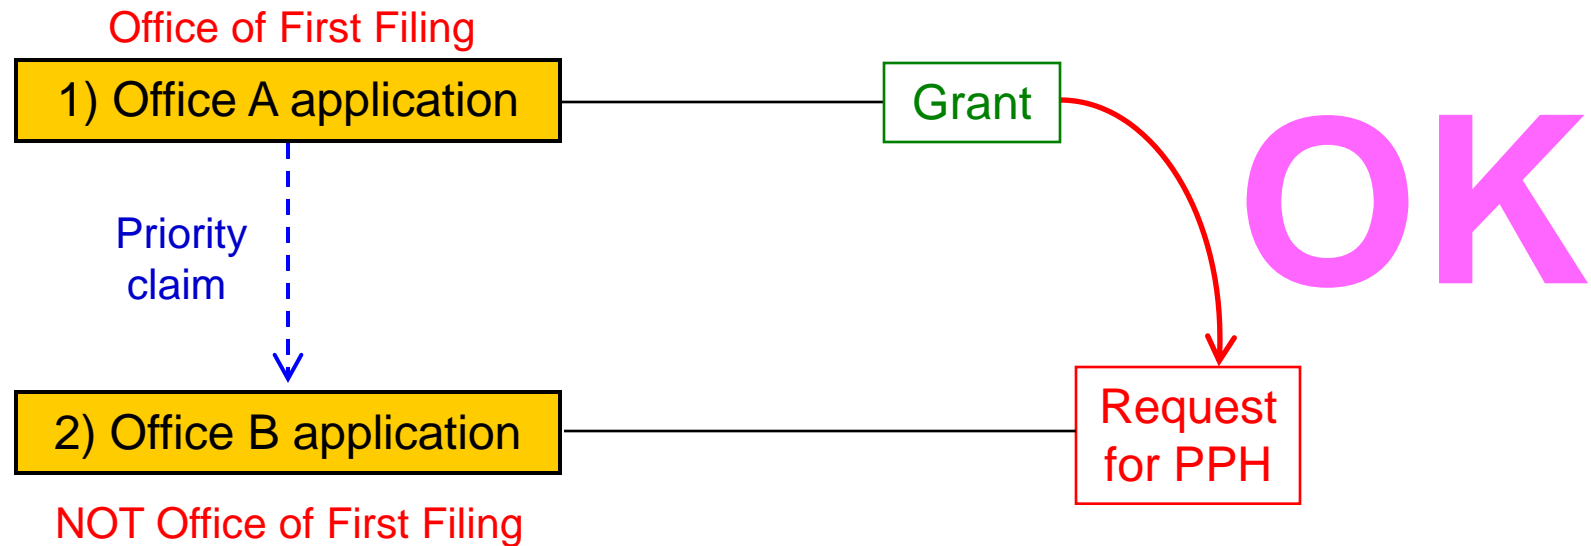 Office of First Filing
1) Office A application
Grant
OK
Priority
claim
2) Office B application
Request
for PPH
NOT Office of First Filing